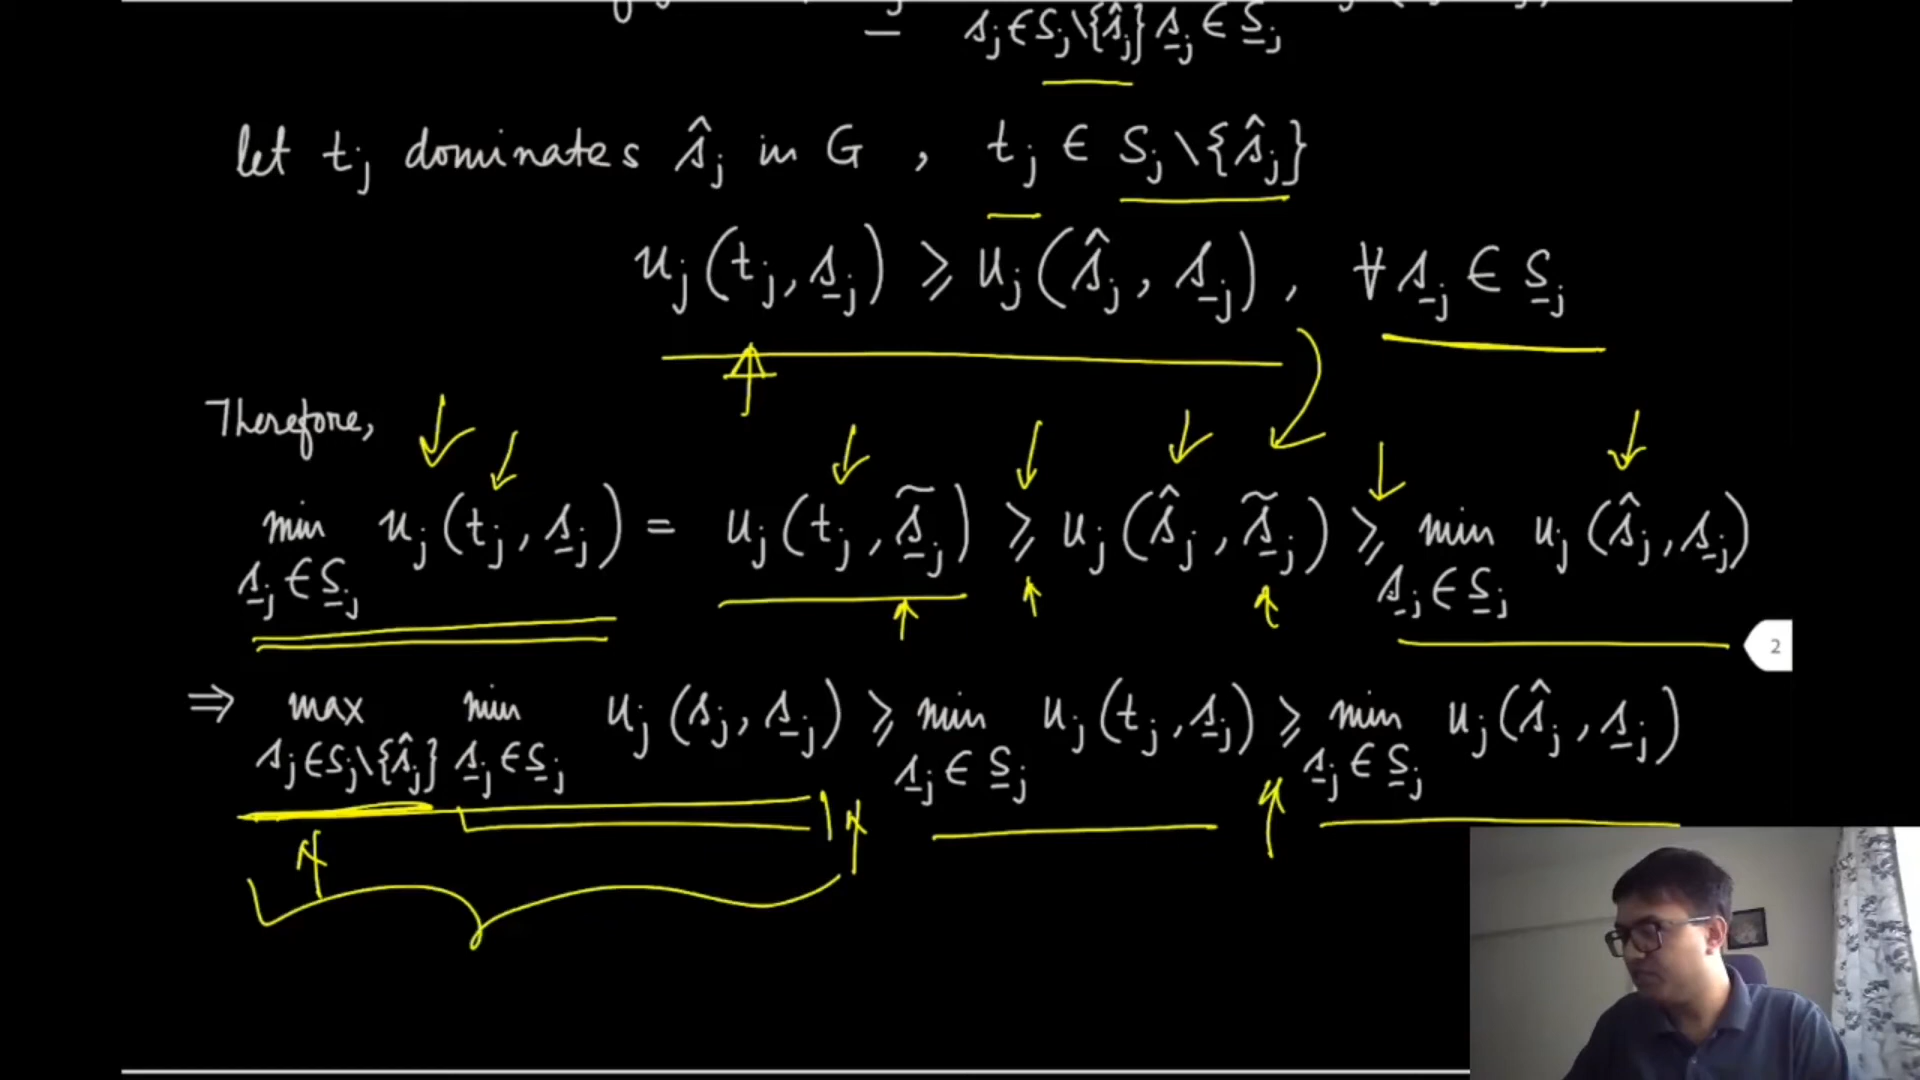 s_j ∈ S_j \ {ŝ_j} s_{-j} ∈ S_{-j}
let t_j dominates ŝ_j in G , t_j ∈ S_j \ {ŝ_j}
u_j (t_j, s_{-j}) ⩾ u_j (ŝ_j, s_{-j}) , ∀ s_{-j} ∈ S_{-j}
Therefore,
min_{s_{-j} ∈ S_{-j}} u_j (t_j, s_{-j}) = u_j (t_j, s̃_{-j}) ⩾ u_j (ŝ_j, s̃_{-j}) ⩾ min_{s_{-j} ∈ S_{-j}} u_j (ŝ_j, s_{-j})
2
⇒ max_{s_j ∈ S_j \ {ŝ_j}} min_{s_{-j} ∈ S_{-j}} u_j (s_j, s_{-j}) ⩾ min_{s_{-j} ∈ S_{-j}} u_j (t_j, s_{-j}) ⩾ min_{s_{-j} ∈ S_{-j}} u_j (ŝ_j, s_{-j})